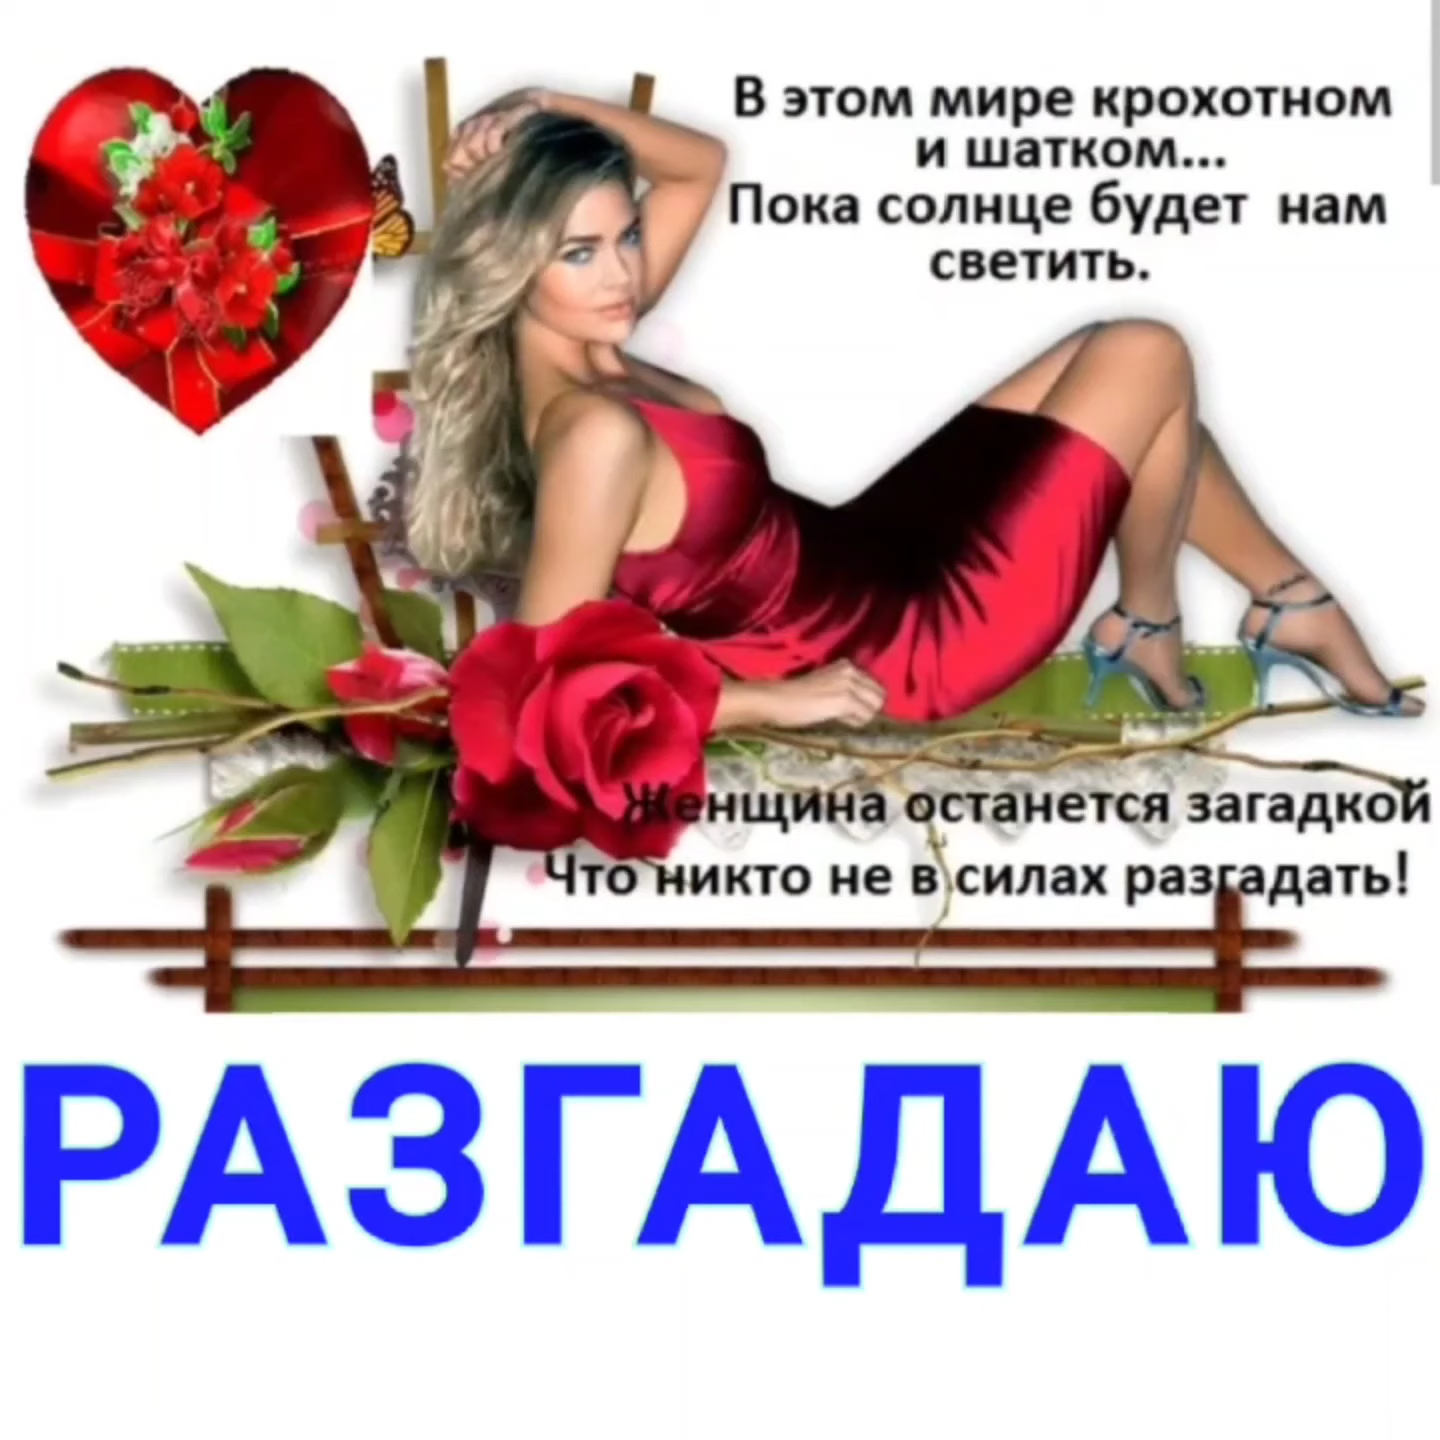 В этом мире крохотном
и шатком...
Пока солнце будет нам
светить.
Женщина останется загадкой
Что никто не в силах разгадать!
РАЗГАДАЮ